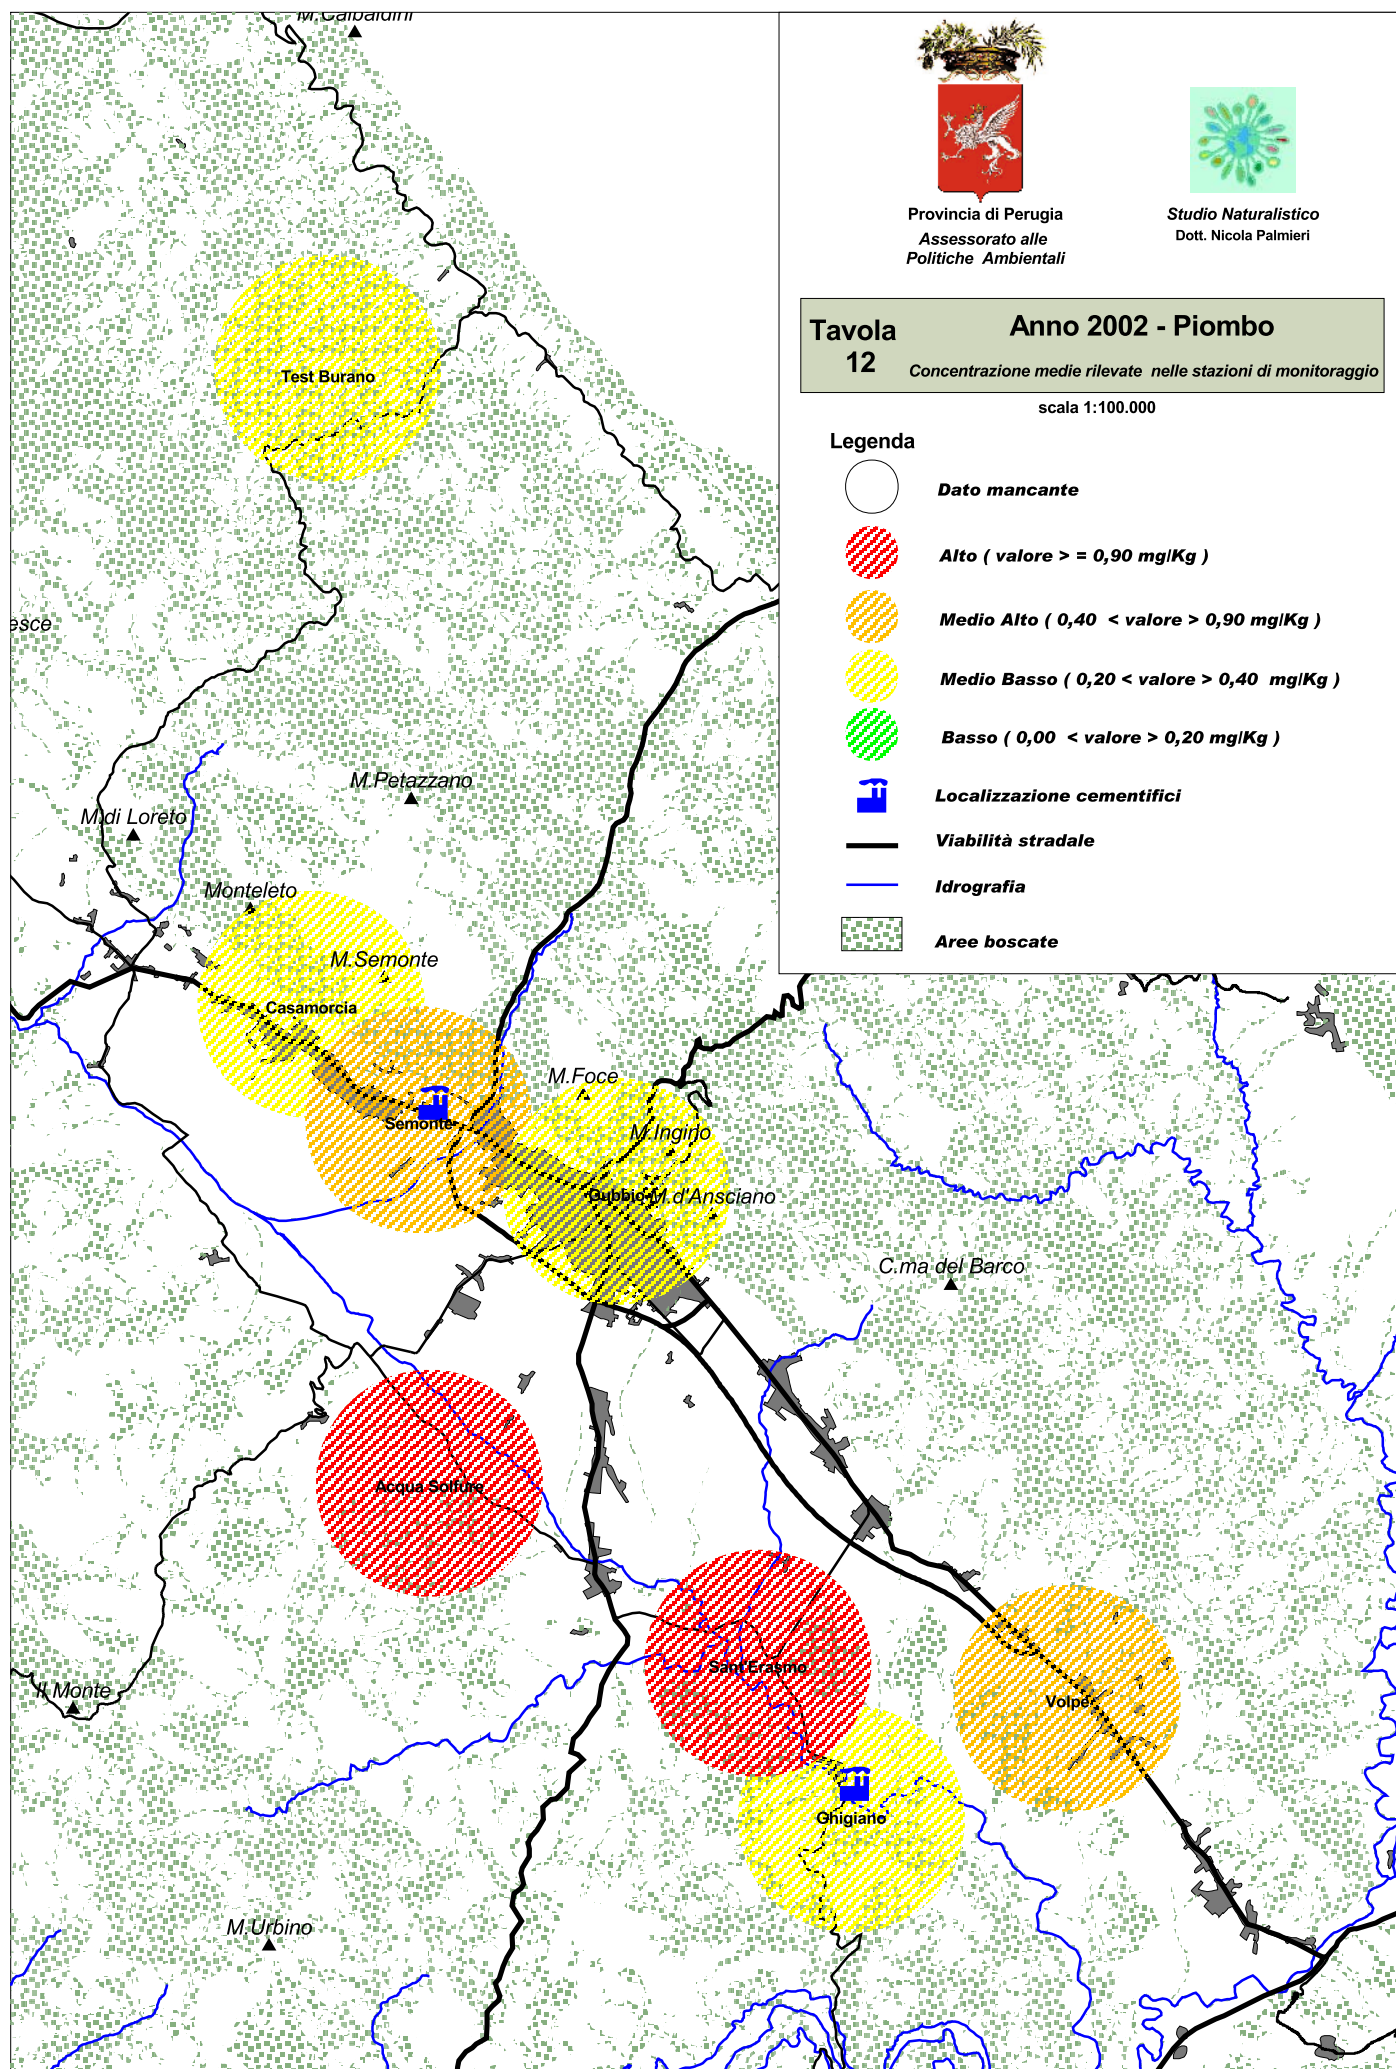 M.Calbaldini
Provincia di Perugia
Assessorato alle
Politiche Ambientali
Studio Naturalistico
Dott. Nicola Palmieri
Tavola
12
Anno 2002 - Piombo
Concentrazione medie rilevate nelle stazioni di monitoraggio
scala 1:100.000
Legenda
Dato mancante
Alto ( valore > = 0,90 mg/Kg )
Medio Alto ( 0,40 < valore > 0,90 mg/Kg )
Medio Basso ( 0,20 < valore > 0,40 mg/Kg )
Basso ( 0,00 < valore > 0,20 mg/Kg )
Localizzazione cementifici
Viabilità stradale
Idrografia
Aree boscate
Test Burano
esce
M.Petazzano
M.di Loreto
Monteleto
M.Semonte
Casamorcia
M.Foce
Semonte
M.Ingino
Gubbio
M.d'Ansciano
C.ma del Barco
Acqua Solfure
Sant'Erasmo
Il Monte
Volpe
Ghigiano
M.Urbino